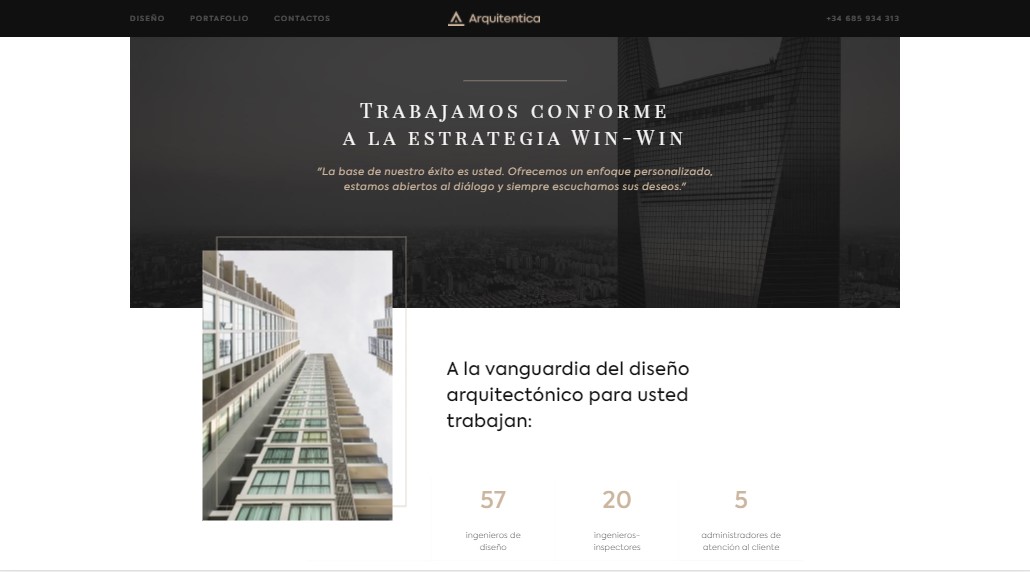 DISEÑO PORTAFOLIO CONTACTOS Arquitentica +34 685 934 313
Trabajamos conforme
a la estrategia Win-Win
"La base de nuestro éxito es usted. Ofrecemos un enfoque personalizado,
estamos abiertos al diálogo y siempre escuchamos sus deseos."
A la vanguardia del diseño
arquitectónico para usted
trabajan:
57
ingenieros de
diseño
20
ingenieros-
inspectores
5
administradores de
atención al cliente